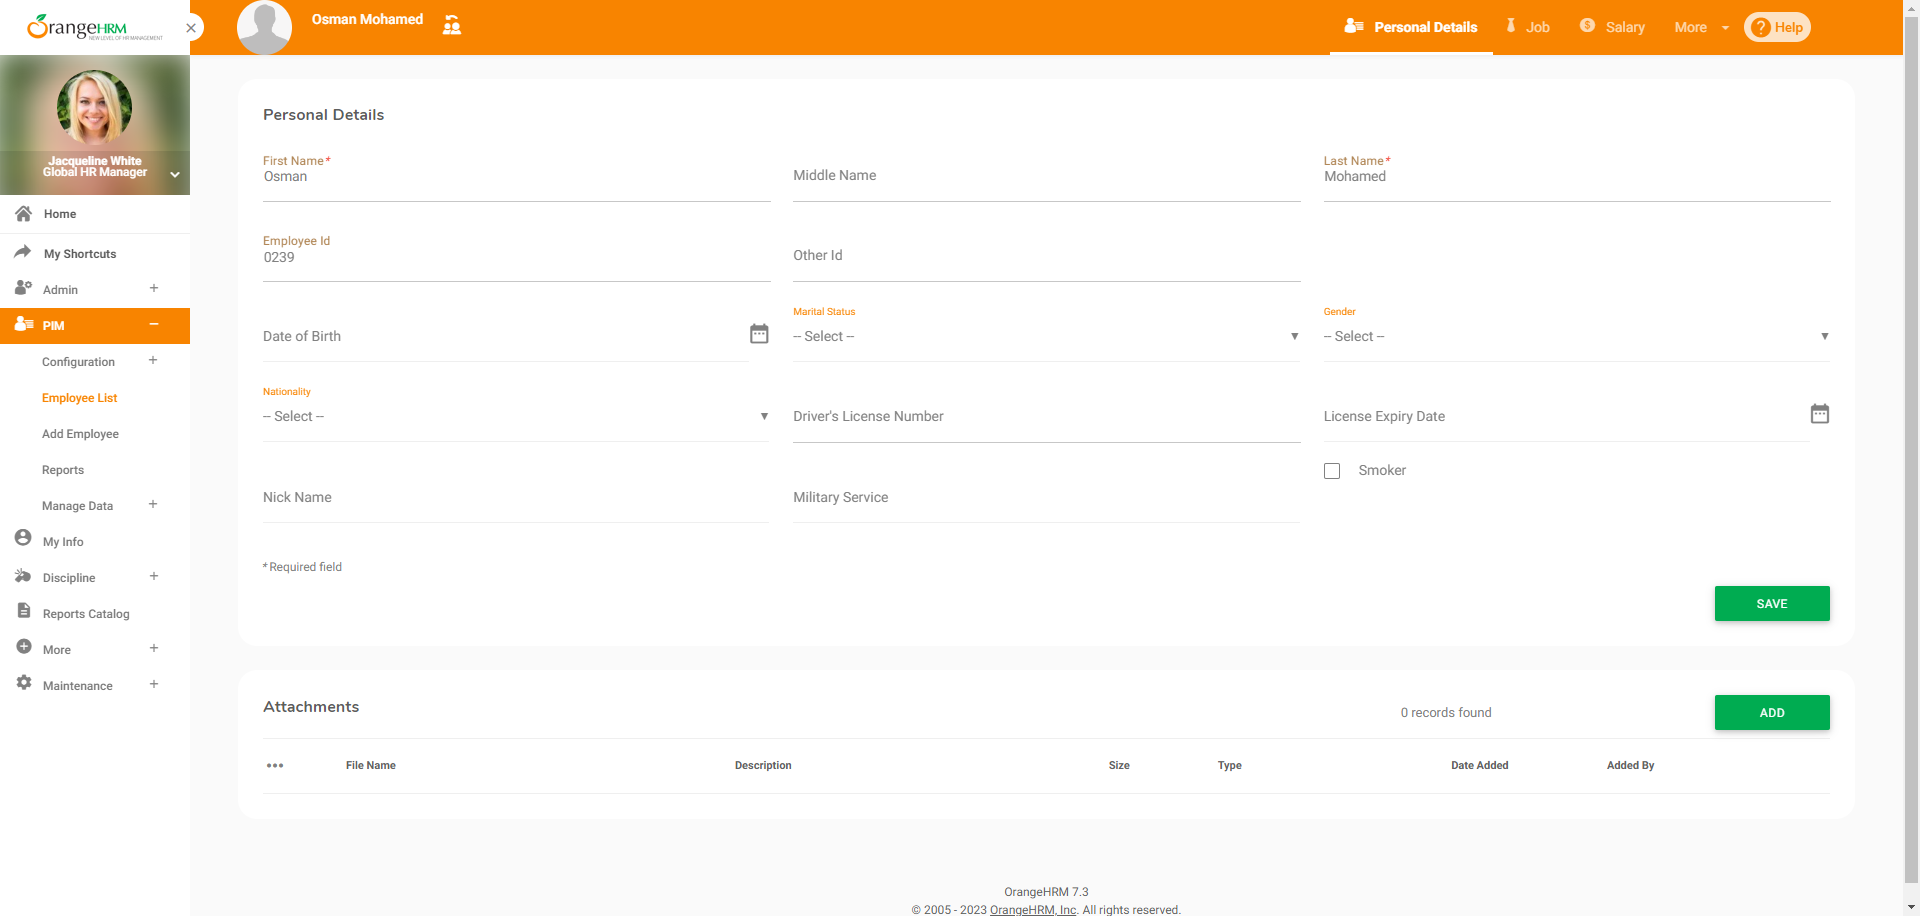 OrangeHRM
NEW LEVEL OF HR MANAGEMENT
Osman Mohamed
Personal Details
Job
Salary
More
? Help
Jacqueline White
Global HR Manager
Home
My Shortcuts
Admin +
PIM −
Configuration +
Employee List
Add Employee
Reports
Manage Data +
My Info
Discipline +
Reports Catalog
More +
Maintenance +
Personal Details
First Name*
Osman
Middle Name
Last Name*
Mohamed
Employee Id
0239
Other Id
Date of Birth
Marital Status
-- Select --
Gender
-- Select --
Nationality
-- Select --
Driver's License Number
License Expiry Date
Nick Name
Military Service
Smoker
* Required field
SAVE
Attachments
0 records found
ADD
File Name Description Size Type Date Added Added By
OrangeHRM 7.3
© 2005 - 2023 OrangeHRM, Inc. All rights reserved.